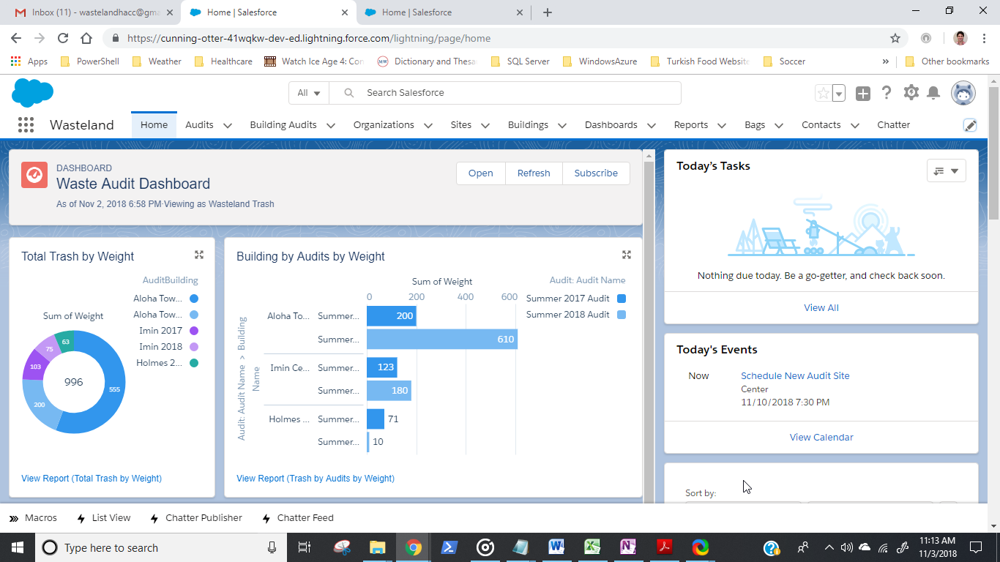 Inbox (11) - wastelandhacc@gma
Home | Salesforce
Home | Salesforce
https://cunning-otter-41wqkw-dev-ed.lightning.force.com/lightning/page/home
Apps
PowerShell
Weather
Healthcare
Watch Ice Age 4: Con
Dictionary and Thesa
SQL Server
WindowsAzure
Turkish Food Website
Soccer
»
Other bookmarks
All
Search Salesforce
Wasteland
Home
Audits
Building Audits
Organizations
Sites
Buildings
Dashboards
Reports
Bags
Contacts
Chatter
DASHBOARD
Waste Audit Dashboard
As of Nov 2, 2018 6:58 PM·Viewing as Wasteland Trash
Open
Refresh
Subscribe
Total Trash by Weight
AuditBuilding
Aloha Tow...
Aloha Tow...
Imin 2017
Imin 2018
Holmes 2...
Sum of Weight
63
75
103
200
555
996
View Report (Total Trash by Weight)
Building by Audits by Weight
Sum of Weight
0
200
400
600
Audit: Audit Name
Summer 2017 Audit
Summer 2018 Audit
Audit: Audit Name > Building
Name
Aloha To...
Summer...
200
Summer...
610
Imin Ce...
Summer...
123
Summer...
180
Holmes ...
Summer...
71
Summer...
10
View Report (Trash by Audits by Weight)
Today's Tasks
Nothing due today. Be a go-getter, and check back soon.
View All
Today's Events
Now
Schedule New Audit Site
Center
11/10/2018 7:30 PM
View Calendar
Sort by:
Macros
List View
Chatter Publisher
Chatter Feed
Type here to search
11:13 AM
11/3/2018